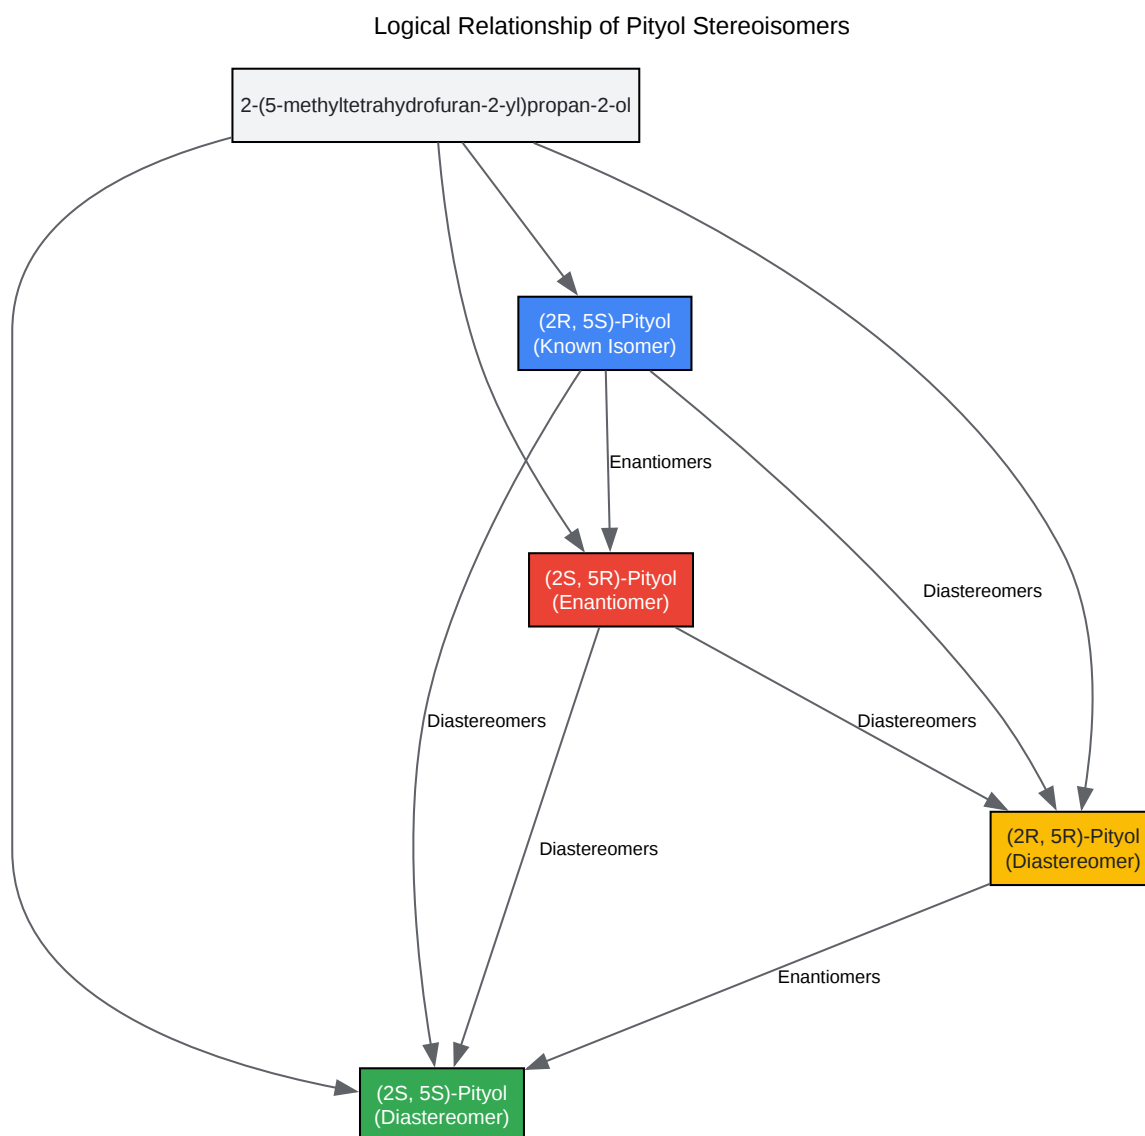 Logical Relationship of Pityol Stereoisomers
2-(5-methyltetrahydrofuran-2-yl)propan-2-ol
(2R, 5S)-Pityol
(Known Isomer)
Enantiomers
(2S, 5R)-Pityol
(Enantiomer)
Diastereomers
Diastereomers
Diastereomers
Diastereomers
(2R, 5R)-Pityol
(Diastereomer)
Enantiomers
(2S, 5S)-Pityol
(Diastereomer)